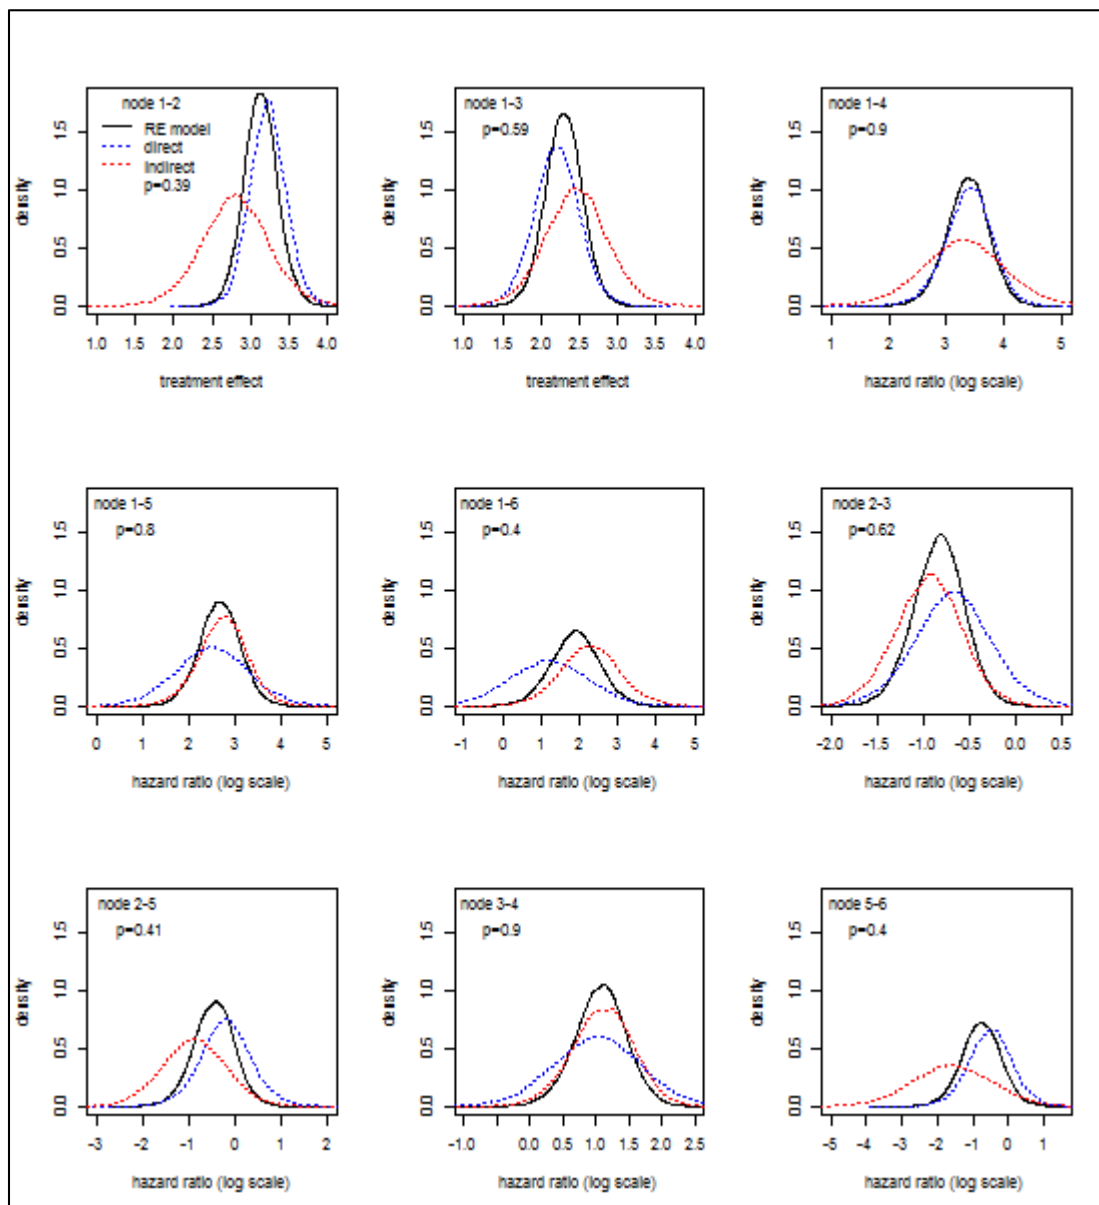 node 1-2
RE model
direct
indirect
p=0.39
density
0.0 0.5 1.0 1.5
1.0 1.5 2.0 2.5 3.0 3.5 4.0
treatment effect
node 1-3
p=0.59
density
0.0 0.5 1.0 1.5
1.0 1.5 2.0 2.5 3.0 3.5 4.0
treatment effect
node 1-4
p=0.9
density
0.0 0.5 1.0 1.5
1 2 3 4 5
hazard ratio (log scale)
node 1-5
p=0.8
density
0.0 0.5 1.0 1.5
0 1 2 3 4 5
hazard ratio (log scale)
node 1-6
p=0.4
density
0.0 0.5 1.0 1.5
-1 0 1 2 3 4 5
hazard ratio (log scale)
node 2-3
p=0.62
density
0.0 0.5 1.0 1.5
-2.0 -1.5 -1.0 -0.5 0.0 0.5
hazard ratio (log scale)
node 2-5
p=0.41
density
0.0 0.5 1.0 1.5
-3 -2 -1 0 1 2
hazard ratio (log scale)
node 3-4
p=0.9
density
0.0 0.5 1.0 1.5
-1.0 0.0 0.5 1.0 1.5 2.0 2.5
hazard ratio (log scale)
node 5-6
p=0.4
density
0.0 0.5 1.0 1.5
-5 -4 -3 -2 -1 0 1
hazard ratio (log scale)